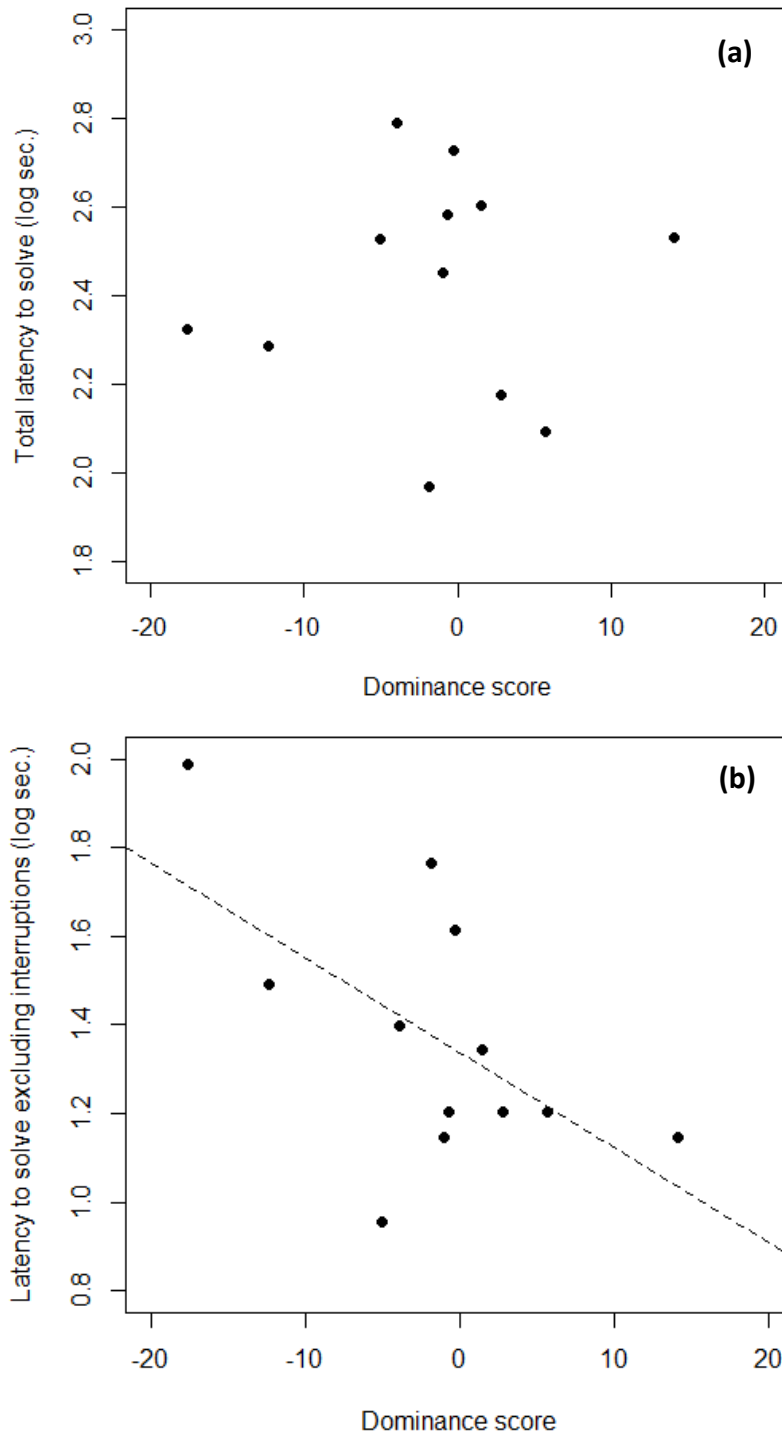 (a)
Total latency to solve (log sec.)
3.0
2.8
2.6
2.4
2.2
2.0
1.8
-20 -10 0 10 20
Dominance score
(b)
Latency to solve excluding interruptions (log sec.)
2.0
1.8
1.6
1.4
1.2
1.0
0.8
-20 -10 0 10 20
Dominance score